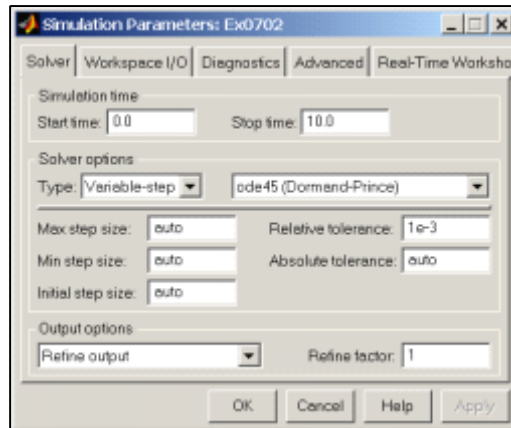 Simulation Parameters: Ex0702
Solver Workspace I/O Diagnostics Advanced Real-Time Worksho
Simulation time
Start time: 0.0 Stop time: 10.0
Solver options
Type: Variable-step ode45 (Dormand-Prince)
Max step size: auto Relative tolerance: 1e-3
Min step size: auto Absolute tolerance: auto
Initial step size: auto
Output options
Refine output Refine factor: 1
OK Cancel Help Apply